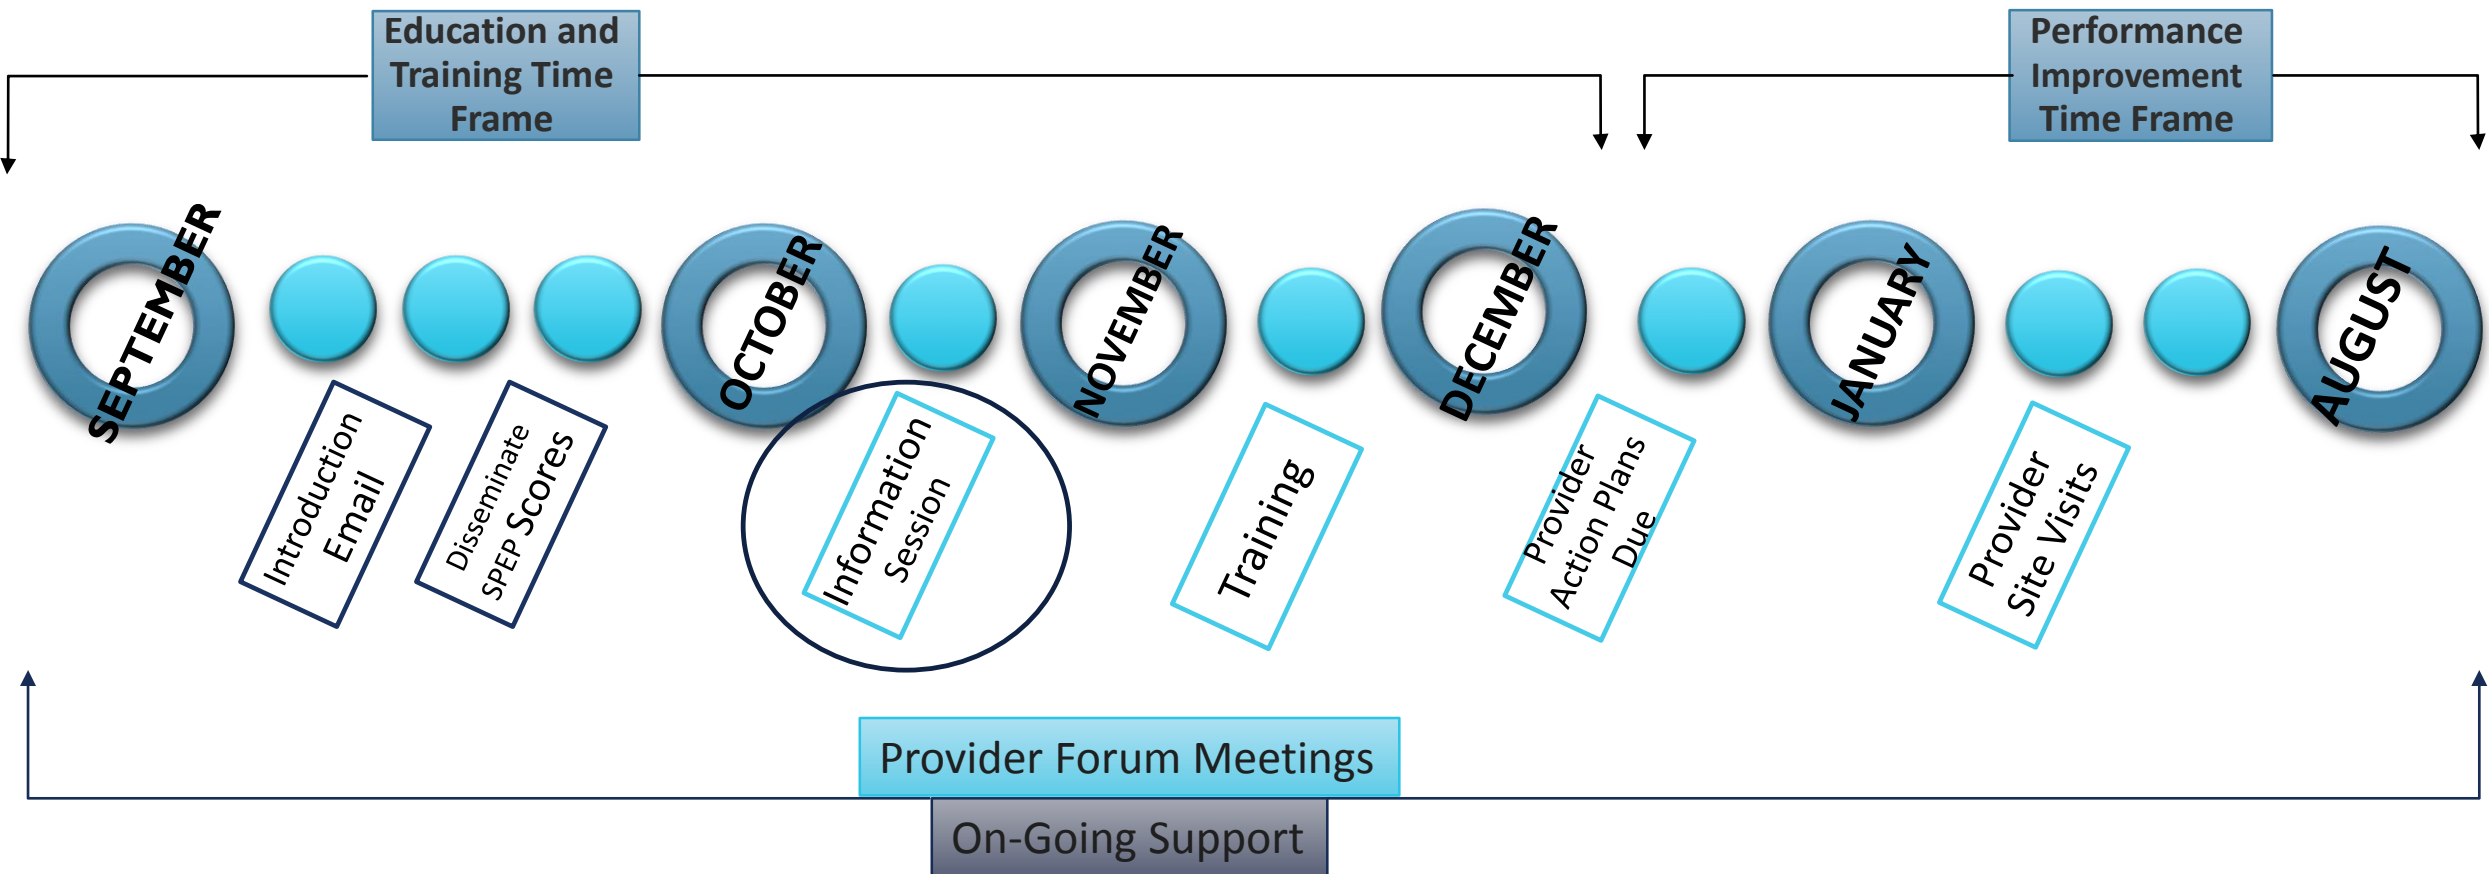 Education and
Training Time
Frame
Performance
Improvement
Time Frame
SEPTEMBER
OCTOBER
NOVEMBER
DECEMBER
JANUARY
AUGUST
Introduction
Email
Disseminate
SPEP Scores
Information
Session
Training
Provider
Action Plans
Due
Provider
Site Visits
Provider Forum Meetings
On-Going Support